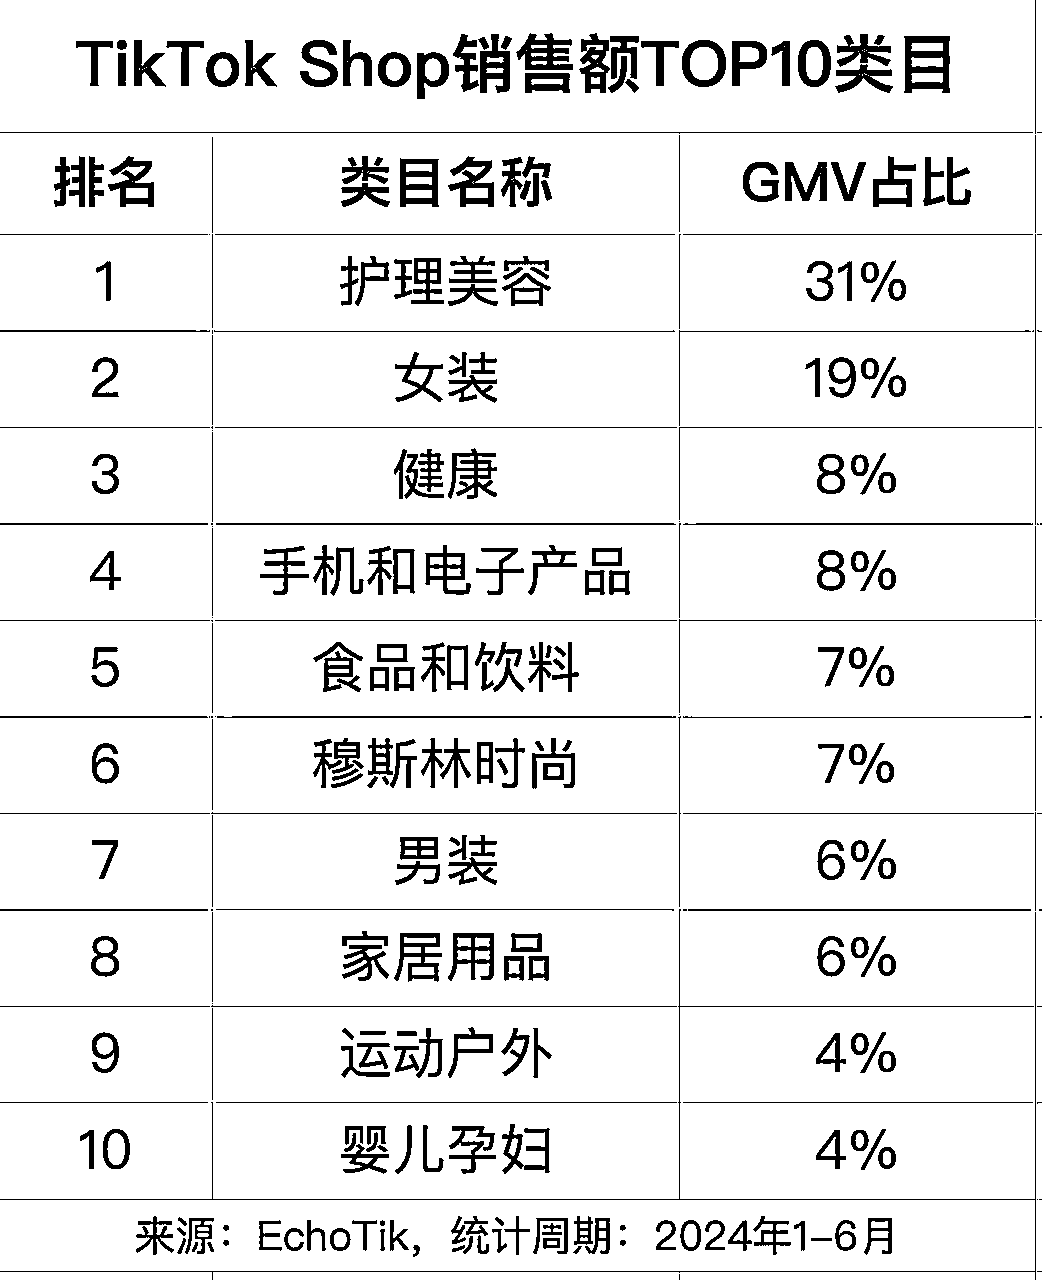 TikTok Shop销售额TOP10类目
排名 类目名称 GMV占比
1 护理美容 31%
2 女装 19%
3 健康 8%
4 手机和电子产品 8%
5 食品和饮料 7%
6 穆斯林时尚 7%
7 男装 6%
8 家居用品 6%
9 运动户外 4%
10 婴儿孕妇 4%
来源：EchoTik，统计周期：2024年1-6月